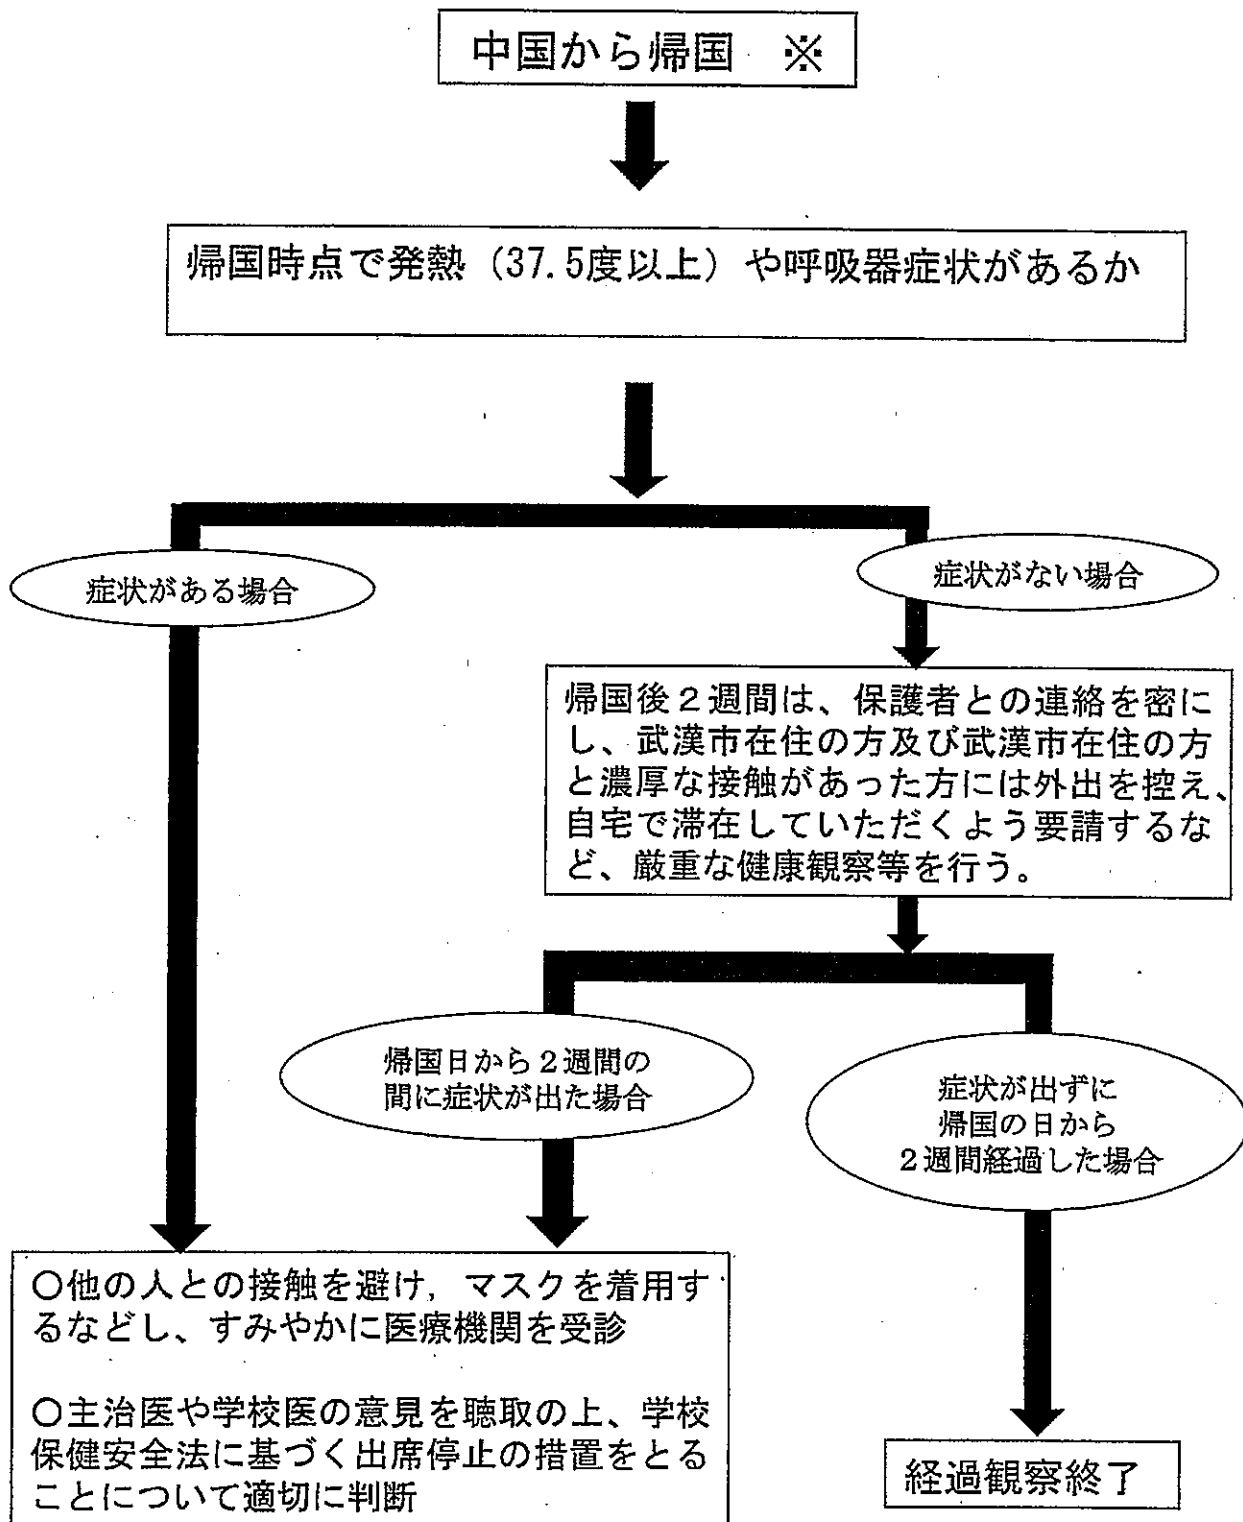 中国から帰国 ※
帰国時点で発熱（37.5度以上）や呼吸器症状があるか
症状がある場合
症状がない場合
帰国後２週間は、保護者との連絡を密に
し、武漢市在住の方及び武漢市在住の方
と濃厚な接触があった方には外出を控え、
自宅で滞在していただくよう要請するな
ど、厳重な健康観察等を行う。
帰国日から２週間の
間に症状が出た場合
症状が出ずに
帰国の日から
２週間経過した場合
○他の人との接触を避け，マスクを着用す
るなどし、すみやかに医療機関を受診
○主治医や学校医の意見を聴取の上、学校
保健安全法に基づく出席停止の措置をとる
ことについて適切に判断
経過観察終了